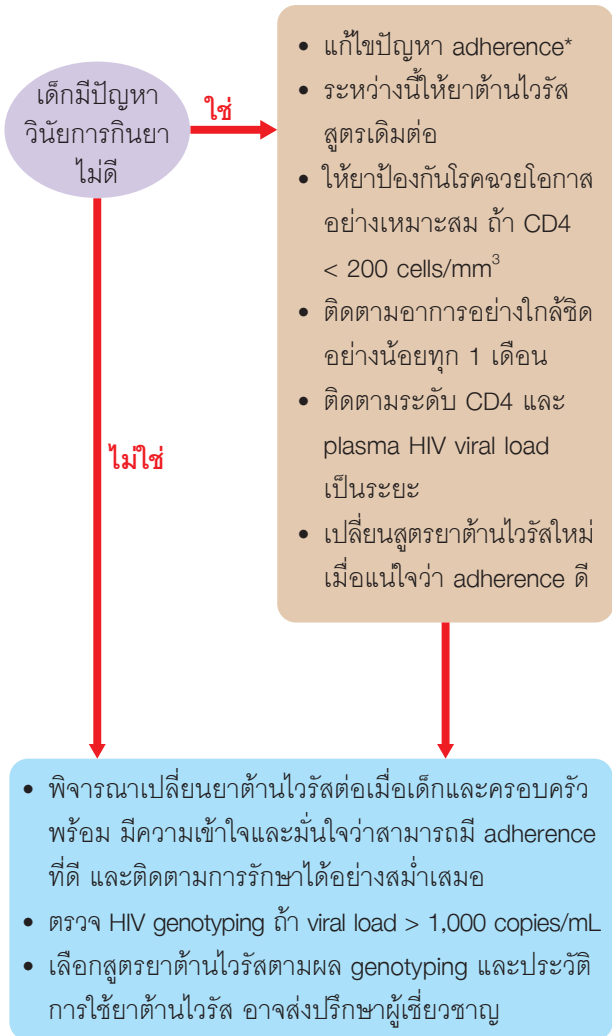 เด็กมีปัญหา
วินัยการกินยา
ไม่ดี
ใช่
• แก้ไขปัญหา adherence*
• ระหว่างนี้ให้ยาต้านไวรัส
สูตรเดิมต่อ
• ให้ยาป้องกันโรคฉวยโอกาส
อย่างเหมาะสม ถ้า CD4
< 200 cells/mm³
• ติดตามอาการอย่างใกล้ชิด
อย่างน้อยทุก 1 เดือน
• ติดตามระดับ CD4 และ
plasma HIV viral load
เป็นระยะ
• เปลี่ยนสูตรยาต้านไวรัสใหม่
เมื่อแน่ใจว่า adherence ดี
ไม่ใช่
• พิจารณาเปลี่ยนยาต้านไวรัสต่อเมื่อเด็กและครอบครัว
พร้อม มีความเข้าใจและมั่นใจว่าสามารถมี adherence
ที่ดี และติดตามการรักษาได้อย่างสม่ำเสมอ
• ตรวจ HIV genotyping ถ้า viral load > 1,000 copies/mL
• เลือกสูตรยาต้านไวรัสตามผล genotyping และประวัติ
การใช้ยาต้านไวรัส อาจส่งปรึกษาผู้เชี่ยวชาญ